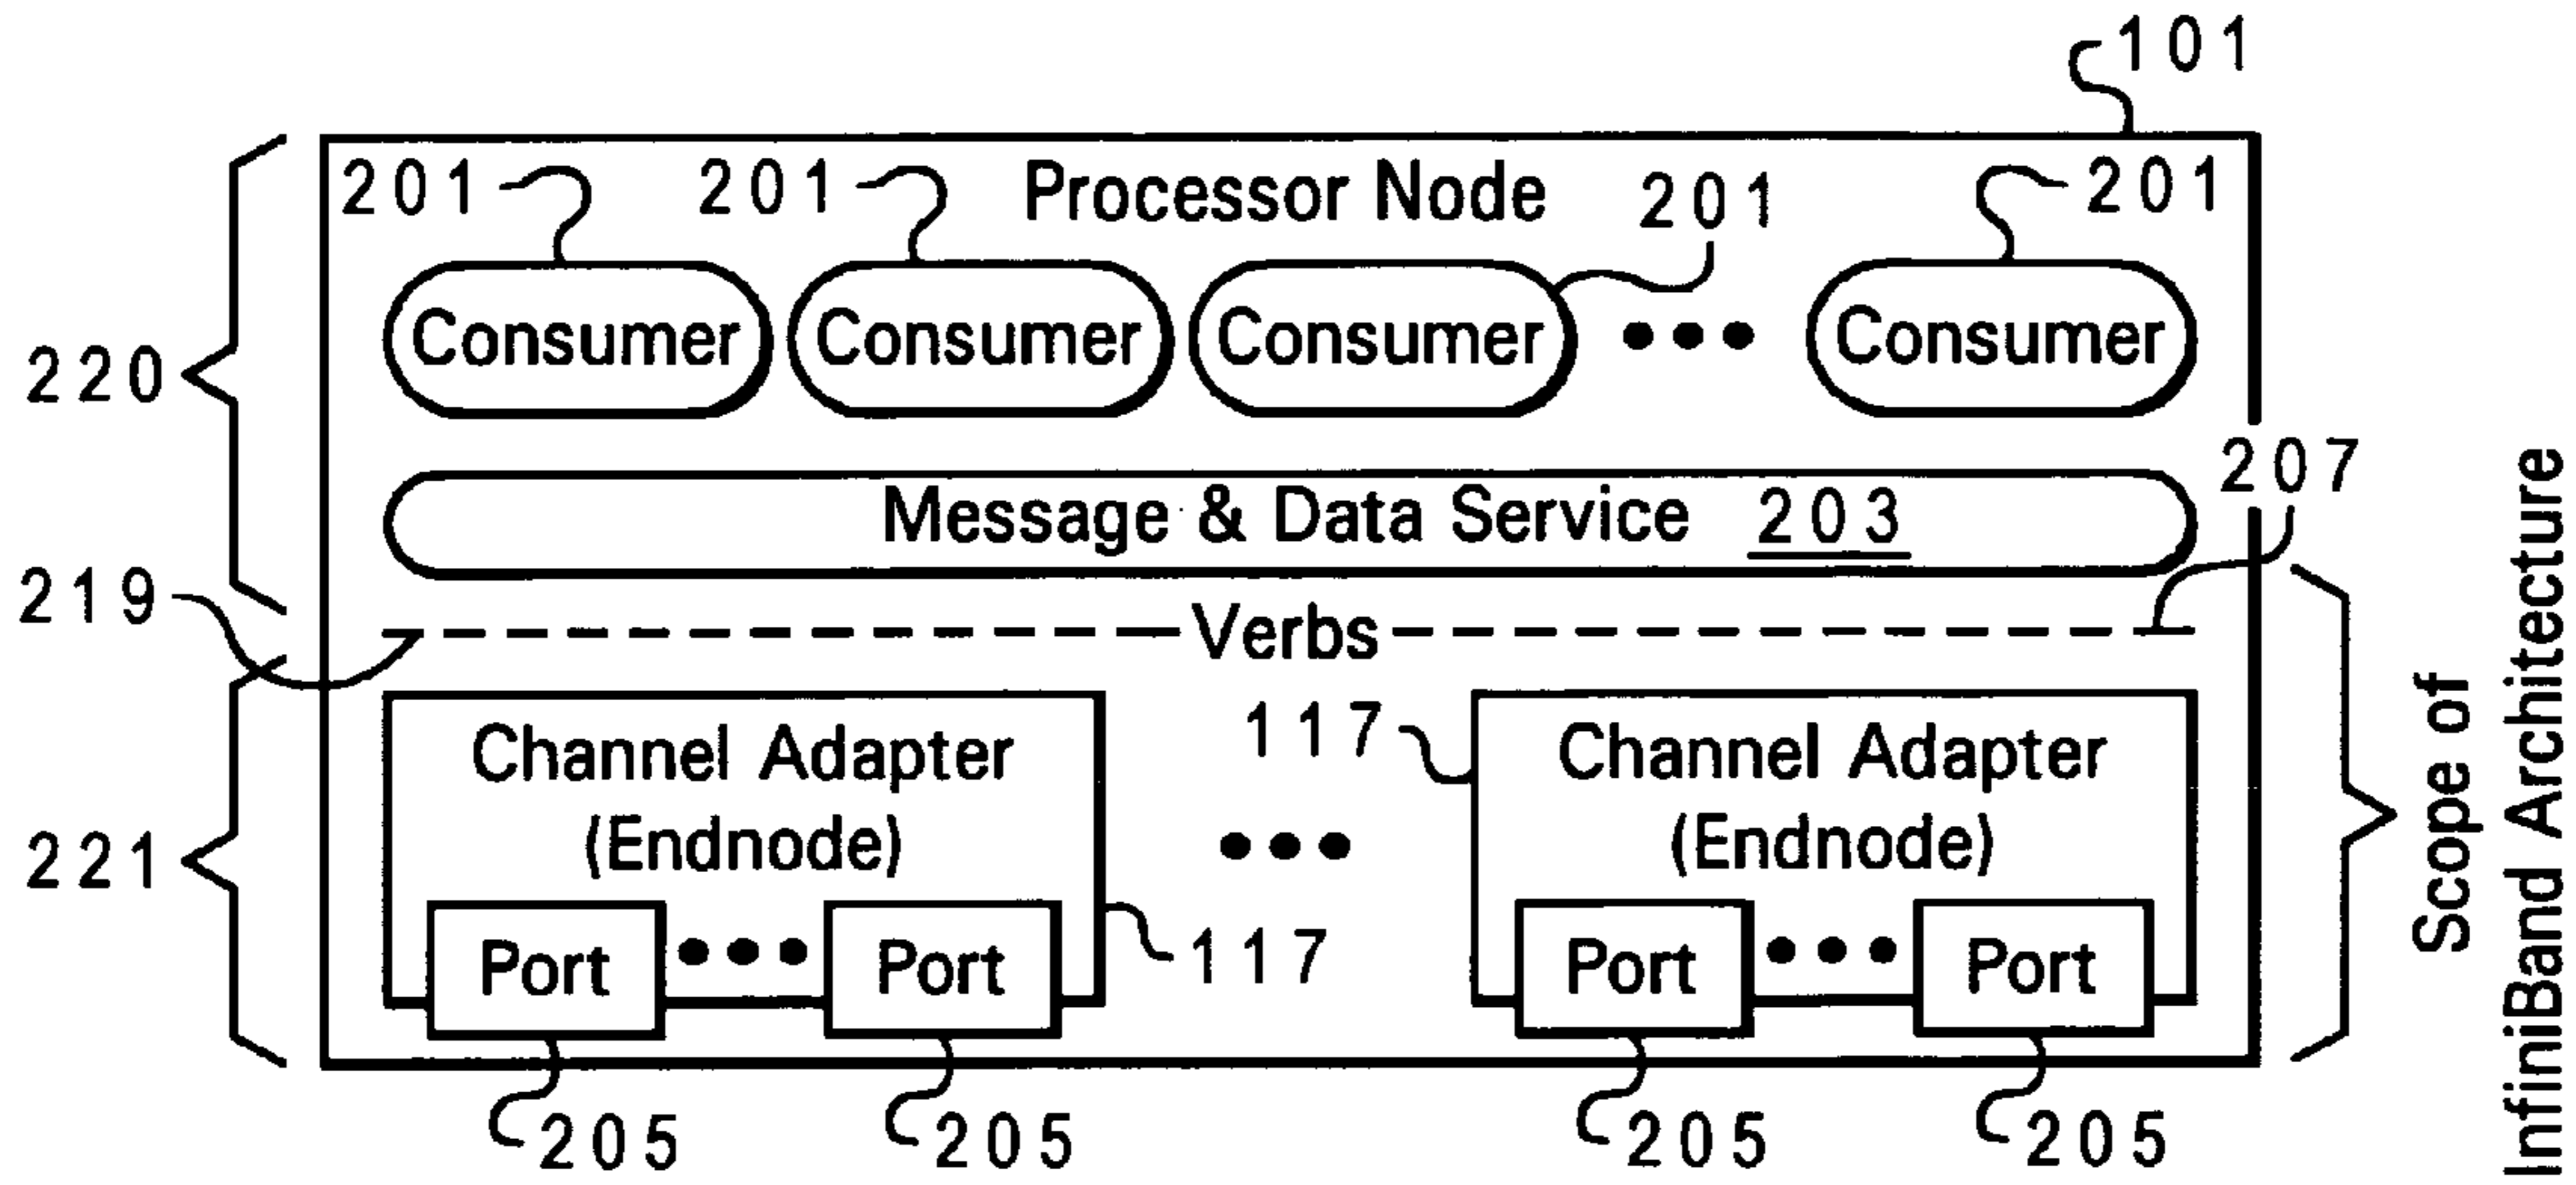 101
201 201 Processor Node 201 201
Consumer Consumer Consumer Consumer
220
207
Message & Data Service 203
219
Verbs
117
Channel Adapter Channel Adapter
(Endnode) (Endnode)
221
117
Port Port Port Port
205 205 205 205
Scope of
InfiniBand Architecture